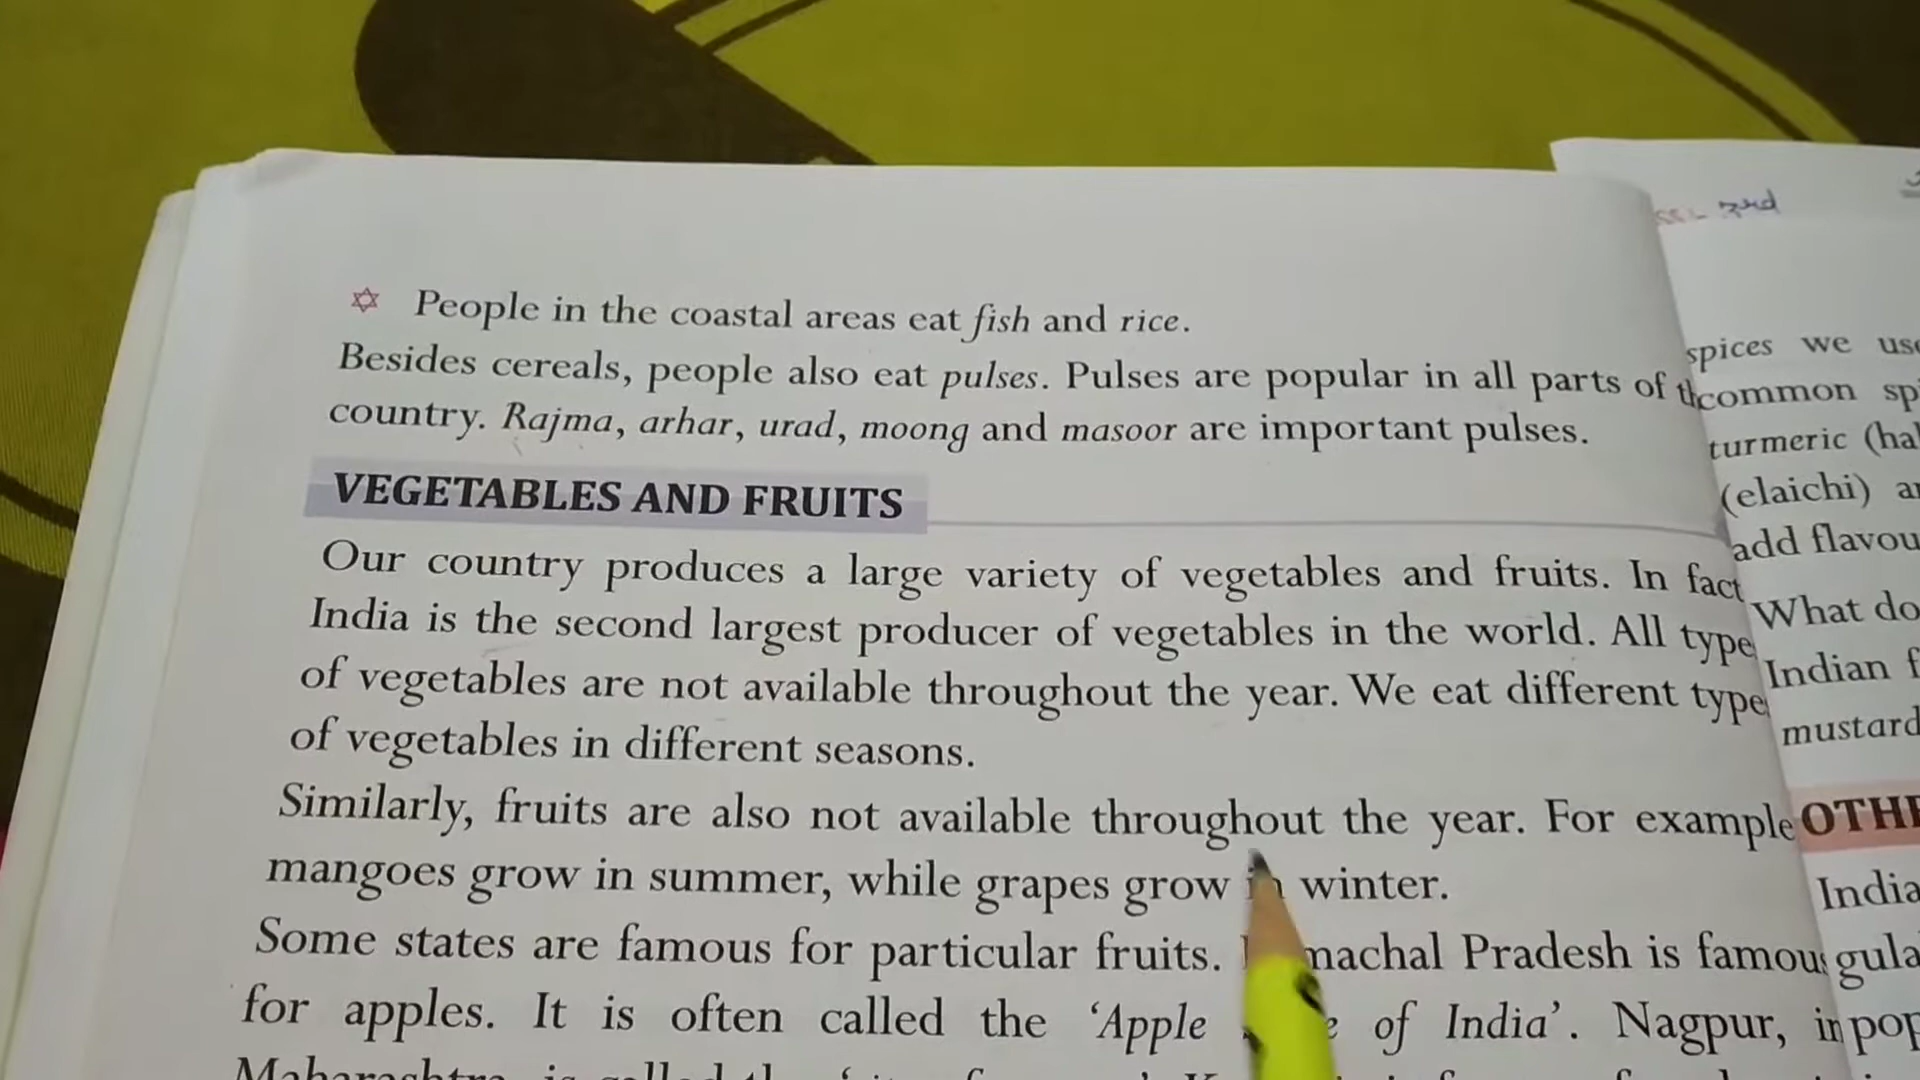 3rd
People in the coastal areas eat fish and rice.
Besides cereals, people also eat pulses. Pulses are popular in all parts of
country. Rajma, arhar, urad, moong and masoor are important pulses.
VEGETABLES AND FRUITS
Our country produces a large variety of vegetables and fruits. In fact
India is the second largest producer of vegetables in the world. All type
of vegetables are not available throughout the year. We eat different type
of vegetables in different seasons.
Similarly, fruits are also not available throughout the year. For example
mangoes grow in summer, while grapes grow in winter.
Some states are famous for particular fruits. machal Pradesh is famou
for apples. It is often called the ‘Apple of India’. Nagpur, in
spices we use
common sp
turmeric (hal
(elaichi) a
add flavou
What do
Indian f
mustard
OTHE
India
gula
pop